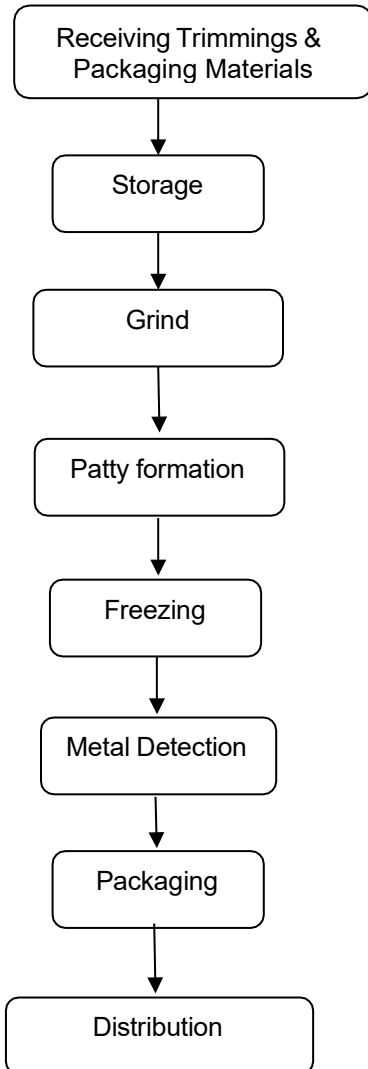 Receiving Trimmings &
Packaging Materials
Storage
Grind
Patty formation
Freezing
Metal Detection
Packaging
Distribution